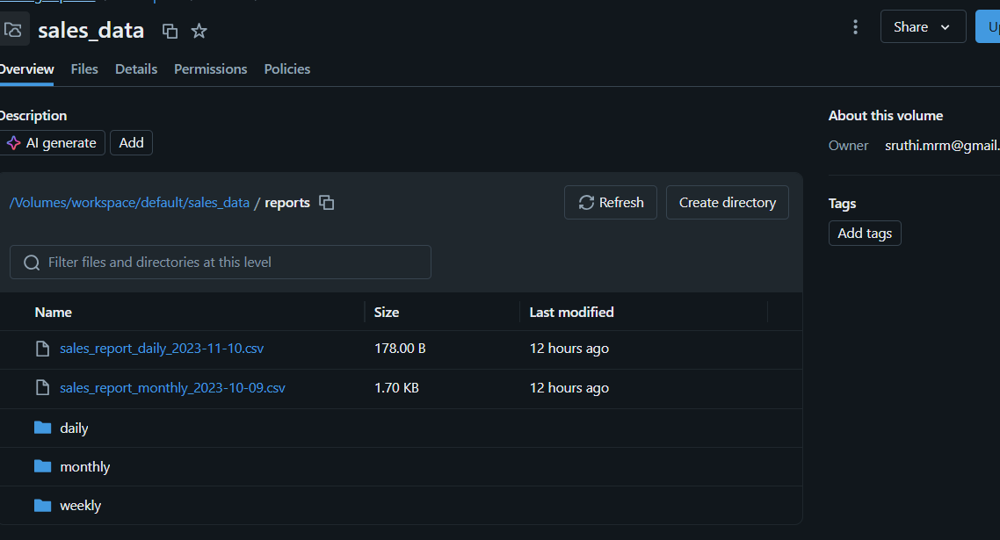 sales_data
Share
Overview Files Details Permissions Policies
Description
AI generate Add
About this volume
Owner sruthi.mrm@gmail.
/Volumes/workspace/default/sales_data / reports
Refresh Create directory
Tags
Add tags
Filter files and directories at this level
Name Size Last modified
sales_report_daily_2023-11-10.csv 178.00 B 12 hours ago
sales_report_monthly_2023-10-09.csv 1.70 KB 12 hours ago
daily
monthly
weekly